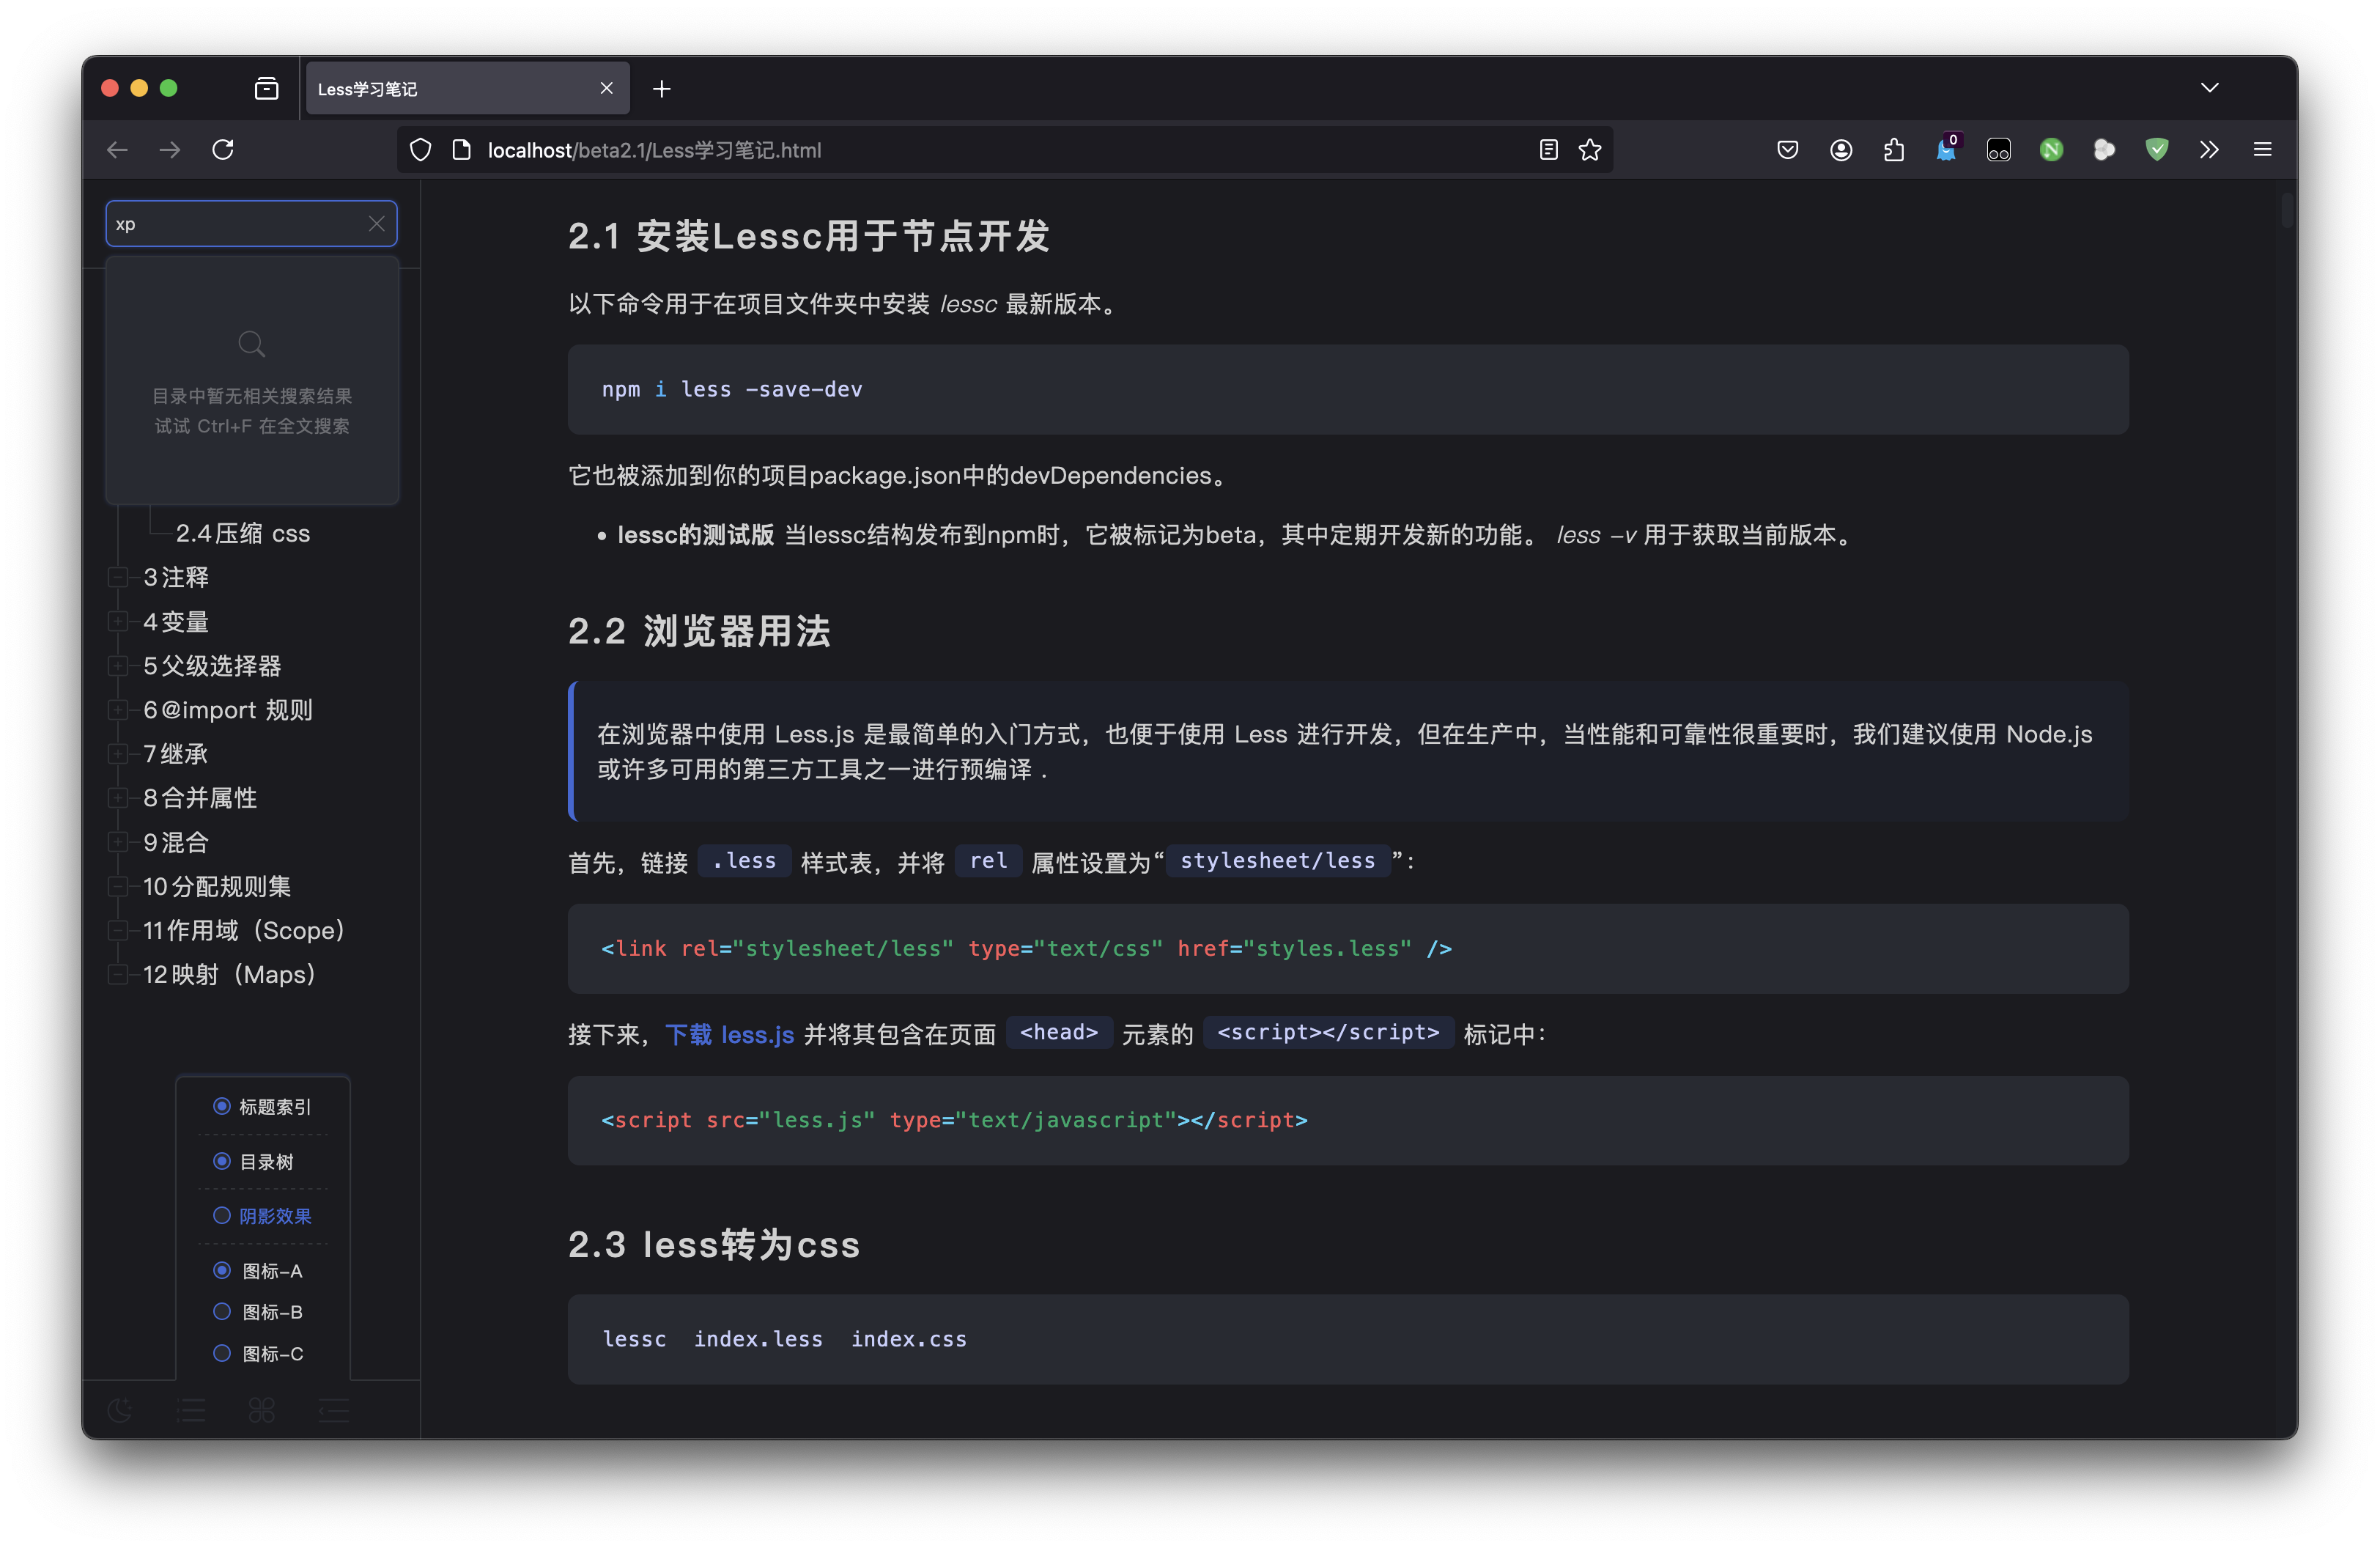 Less学习笔记
localhost/beta2.1/Less学习笔记.html
0
N
xp
目录中暂无相关搜索结果
试试 Ctrl+F 在全文搜索
2.4压缩 css
3注释
4变量
5父级选择器
6@import 规则
7继承
8合并属性
9混合
10分配规则集
11作用域（Scope）
12映射（Maps）
标题索引
目录树
阴影效果
图标-A
图标-B
图标-C
2.1 安装Lessc用于节点开发
以下命令用于在项目文件夹中安装 lessc 最新版本。
npm i less -save-dev
它也被添加到你的项目package.json中的devDependencies。
• lessc的测试版 当lessc结构发布到npm时，它被标记为beta，其中定期开发新的功能。 less -v 用于获取当前版本。
2.2 浏览器用法
在浏览器中使用 Less.js 是最简单的入门方式，也便于使用 Less 进行开发，但在生产中，当性能和可靠性很重要时，我们建议使用 Node.js
或许多可用的第三方工具之一进行预编译 .
首先，链接 .less 样式表，并将 rel 属性设置为“ stylesheet/less ”：
<link rel="stylesheet/less" type="text/css" href="styles.less" />
接下来，下载 less.js 并将其包含在页面 <head> 元素的 <script></script> 标记中：
<script src="less.js" type="text/javascript"></script>
2.3 less转为css
lessc  index.less  index.css